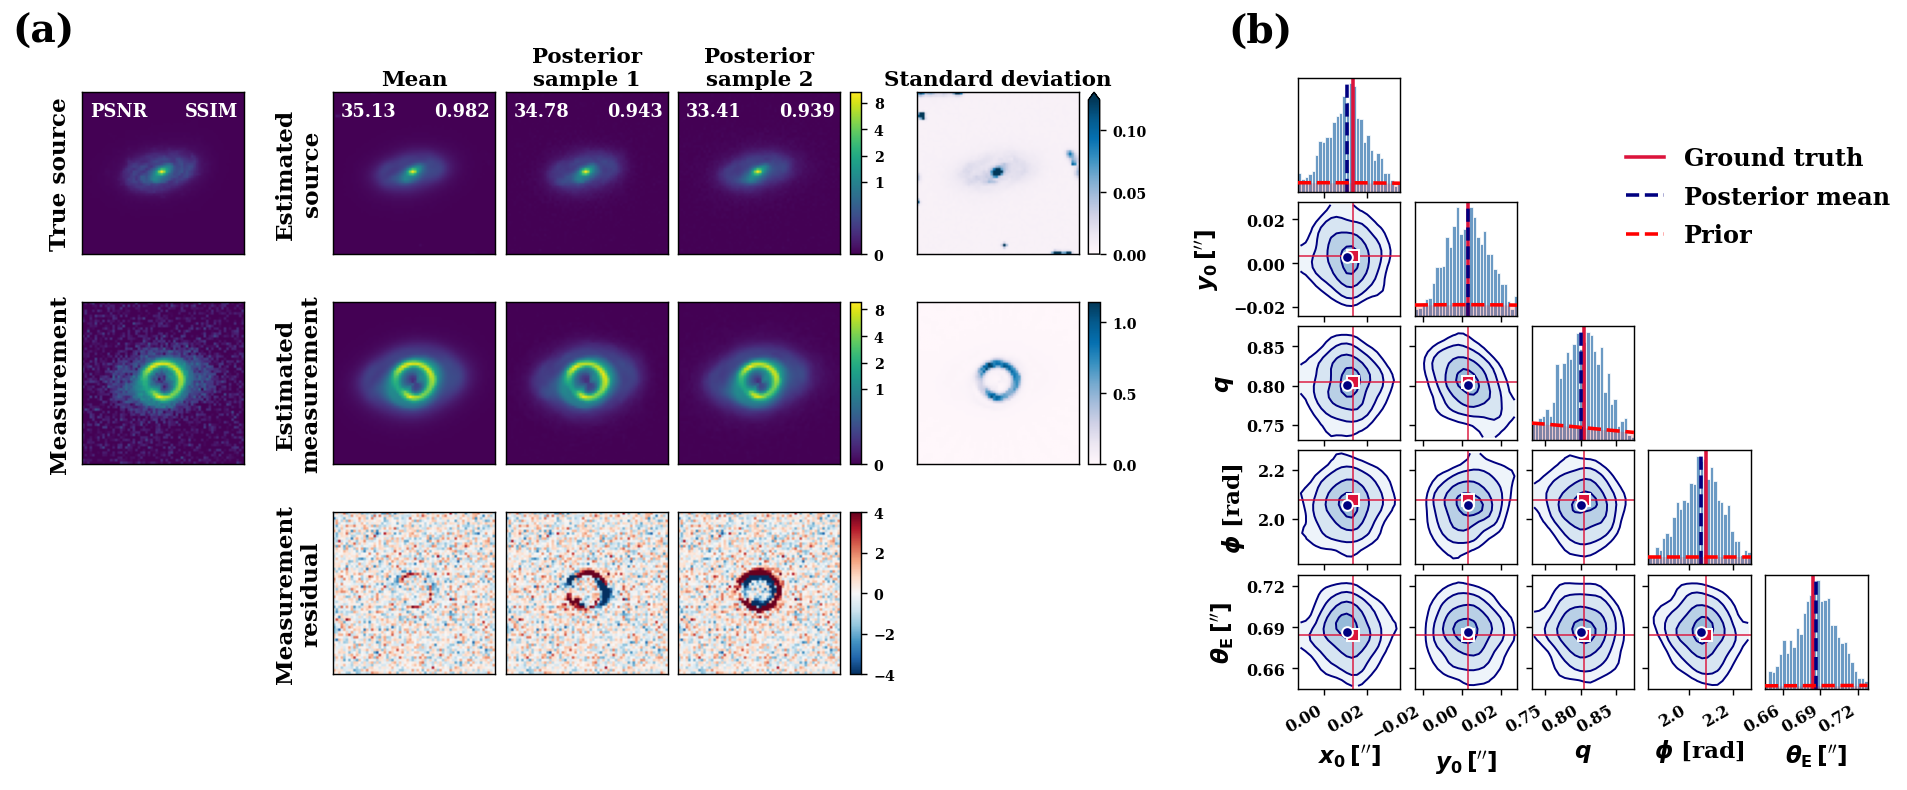 (a)
Mean
Posterior
sample 1
Posterior
sample 2
Standard deviation
True source
PSNR SSIM
Estimated
source
35.13 0.982
34.78 0.943
33.41 0.939
8
4
2
1
0
0.10
0.05
0.00
Measurement
Estimated
measurement
8
4
2
1
0
1.0
0.5
0.0
Measurement
residual
4
2
0
−2
−4
(b)
Ground truth
Posterior mean
Prior
y₀ [″]
0.02
0.00
−0.02
q
0.85
0.80
0.75
ϕ [rad]
2.2
2.0
θ_E [″]
0.72
0.69
0.66
0.00 0.02
−0.02 0.00 0.02
0.75 0.80 0.85
2.0 2.2
0.66 0.69 0.72
x₀ [″]
y₀ [″]
q
ϕ [rad]
θ_E [″]